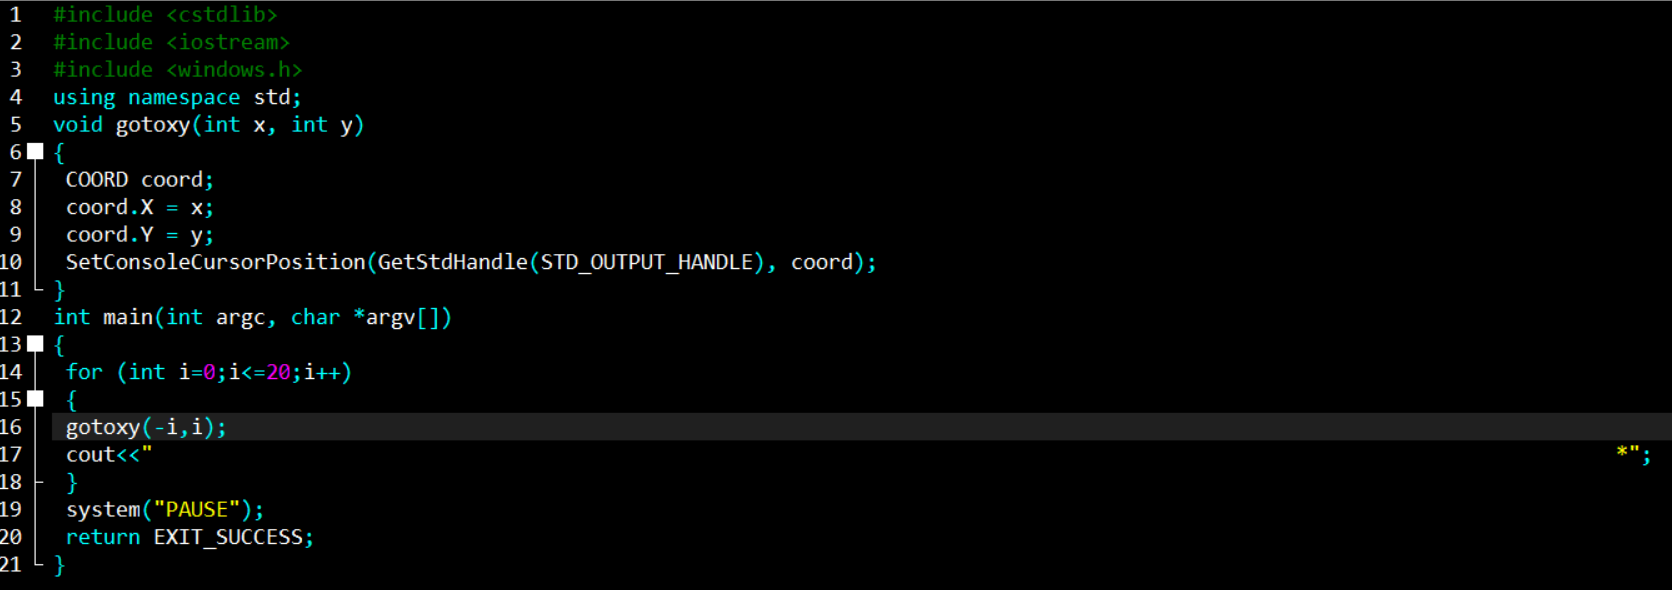 1 #include <cstdlib>
2 #include <iostream>
3 #include <windows.h>
4 using namespace std;
5 void gotoxy(int x, int y)
6 {
7 COORD coord;
8 coord.X = x;
9 coord.Y = y;
10 SetConsoleCursorPosition(GetStdHandle(STD_OUTPUT_HANDLE), coord);
11 }
12 int main(int argc, char *argv[])
13 {
14 for (int i=0;i<=20;i++)
15 {
16 gotoxy(-i,i);
17 cout<<"                                                                                                                     *";
18 }
19 system("PAUSE");
20 return EXIT_SUCCESS;
21 }